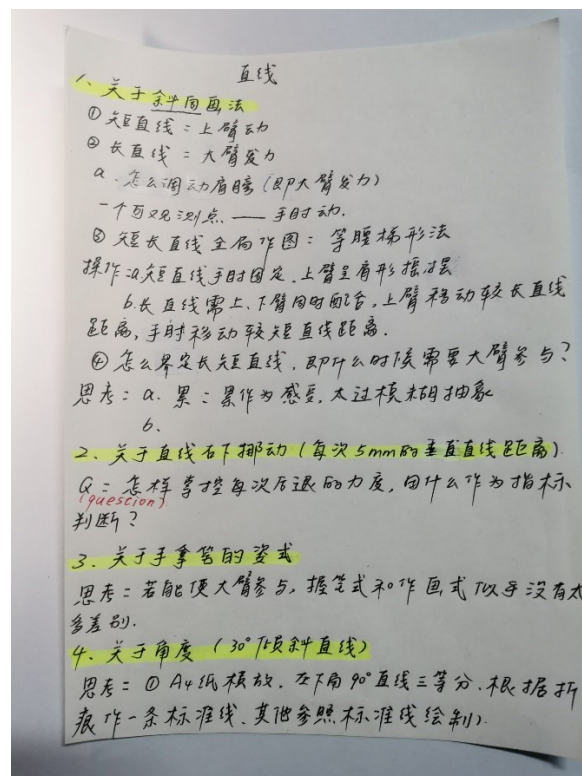 直线
1、关于斜向画法
① 短直线：上臂动
② 长直线：大臂发力
a、怎么调动肩膀（即大臂发力）
一个可观测点——手肘动.
③ 短长直线全局作图：等腰梯形法
操作：a.短直线手肘固定、上臂呈扇形摇摆
b.长直线需上、下臂同时配合，上臂移动较长直线
距离，手肘移动较短直线距离.
④ 怎么界定长短直线，即什么时候需要大臂参与？
思考：a. 累：累作为感受，太过模糊抽象
b.
2、关于直线右下挪动（每次5mm的垂直直线距离）.
Q：怎样掌控每次后退的力度，由什么作为指标
(question)
判断？
3、关于手拿笔的姿式
思考：若能使大臂参与，握笔式和作画式似乎没有太
多差别.
4、关于角度（30°倾斜直线）
思考：① A4纸横放．左下角90°直线三等分．根据折
痕作一条标准线、其他参照标准线绘制）.